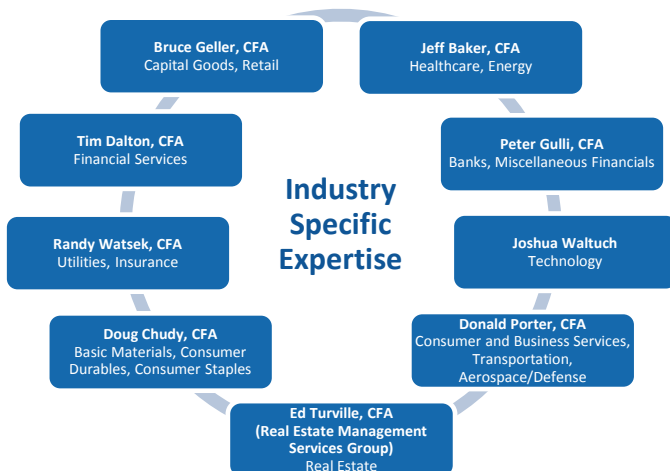 Bruce Geller, CFA
Capital Goods, Retail
Jeff Baker, CFA
Healthcare, Energy
Tim Dalton, CFA
Financial Services
Peter Gulli, CFA
Banks, Miscellaneous Financials
Industry
Specific
Expertise
Randy Watsek, CFA
Utilities, Insurance
Joshua Waltuch
Technology
Doug Chudy, CFA
Basic Materials, Consumer
Durables, Consumer Staples
Donald Porter, CFA
Consumer and Business Services,
Transportation,
Aerospace/Defense
Ed Turville, CFA
(Real Estate Management
Services Group)
Real Estate